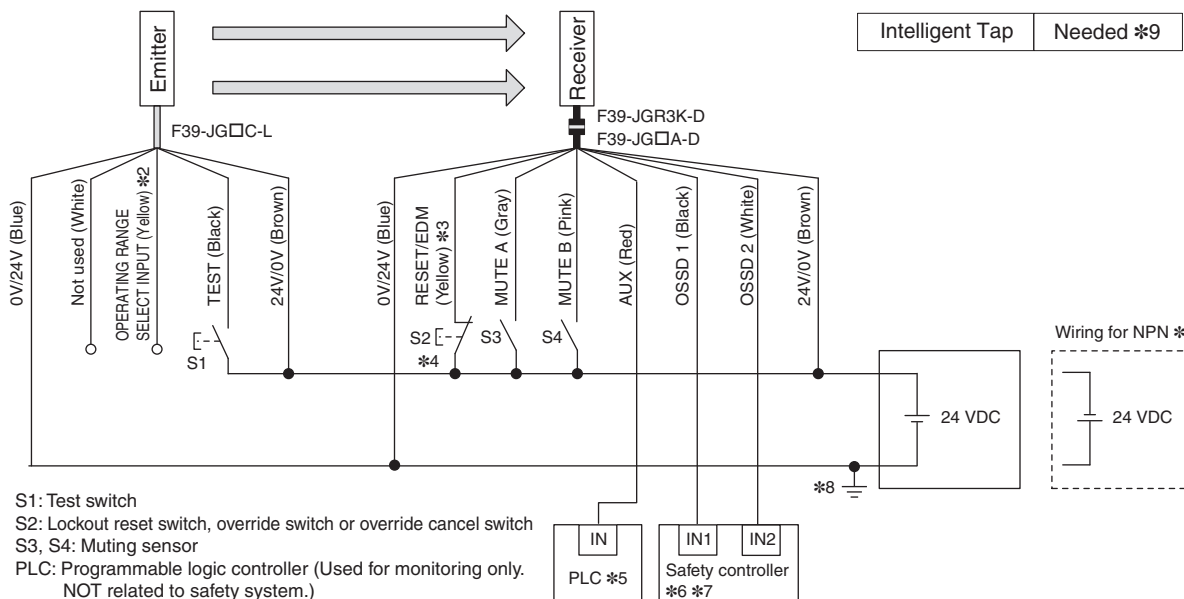 Intelligent Tap
Needed ✻9
Emitter
Receiver
F39-JG□C-L
F39-JGR3K-D
F39-JG□A-D
0V/24V (Blue)
Not used (White)
OPERATING RANGE
SELECT INPUT (Yellow) ✻2
TEST (Black)
24V/0V (Brown)
0V/24V (Blue)
RESET/EDM
(Yellow) ✻3
MUTE A (Gray)
MUTE B (Pink)
AUX (Red)
OSSD 1 (Black)
OSSD 2 (White)
24V/0V (Brown)
S1
S2
✻4
S3
S4
24 VDC
Wiring for NPN ✻
24 VDC
✻8
S1: Test switch
S2: Lockout reset switch, override switch or override cancel switch
S3, S4: Muting sensor
PLC: Programmable logic controller (Used for monitoring only.
NOT related to safety system.)
IN
PLC ✻5
IN1
IN2
Safety controller
✻6 ✻7